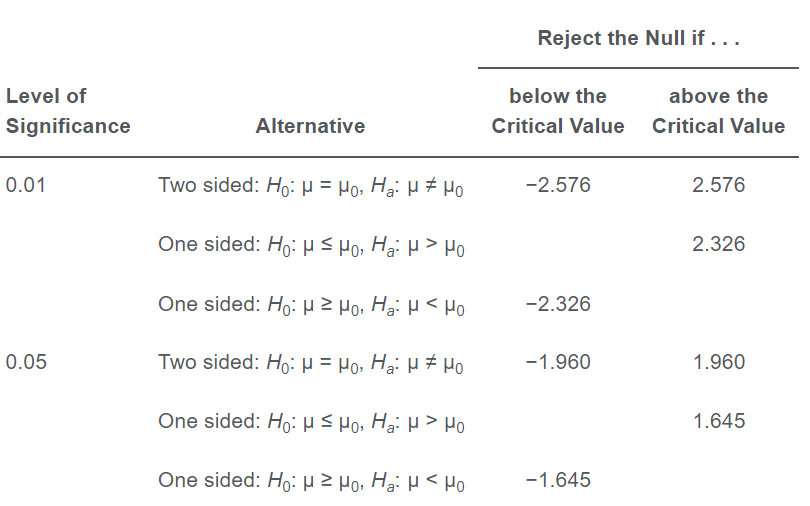 Reject the Null if . . .
Level of Significance Alternative below the Critical Value above the Critical Value
0.01 Two sided: H₀: μ = μ₀, Hₐ: μ ≠ μ₀ −2.576 2.576
One sided: H₀: μ ≤ μ₀, Hₐ: μ > μ₀ 2.326
One sided: H₀: μ ≥ μ₀, Hₐ: μ < μ₀ −2.326
0.05 Two sided: H₀: μ = μ₀, Hₐ: μ ≠ μ₀ −1.960 1.960
One sided: H₀: μ ≤ μ₀, Hₐ: μ > μ₀ 1.645
One sided: H₀: μ ≥ μ₀, Hₐ: μ < μ₀ −1.645